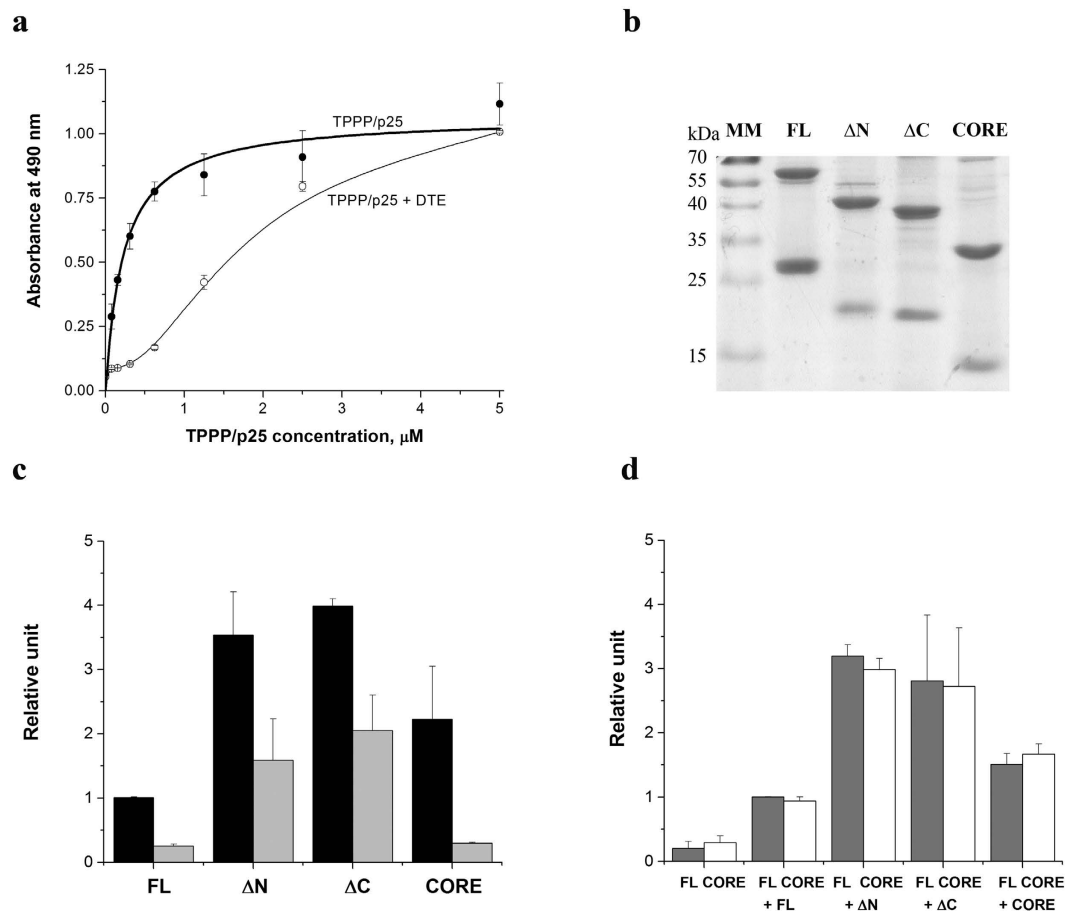 a
1.25
1.00
0.75
0.50
0.25
0.00
Absorbance at 490 nm
TPPP/p25
TPPP/p25 + DTE
0 1 2 3 4 5
TPPP/p25 concentration, μM
b
kDa MM FL ΔN ΔC CORE
70
55
40
35
25
15
c
5
4
3
2
1
0
Relative unit
FL ΔN ΔC CORE
d
5
4
3
2
1
0
Relative unit
FL CORE FL CORE FL CORE FL CORE FL CORE
+ FL + ΔN + ΔC + CORE